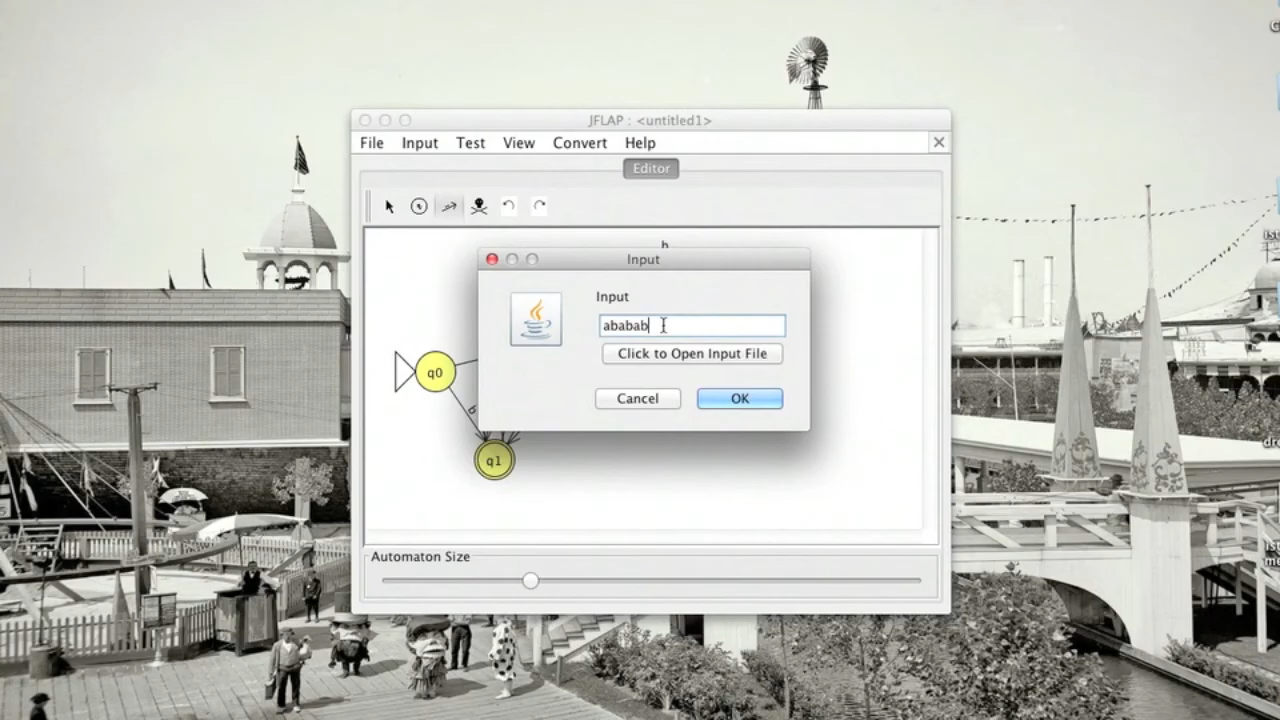 JFLAP : <untitled1>
File Input Test View Convert Help
Editor
b
Input
Input
ababab
Click to Open Input File
q0
Cancel OK
b
q1
Automaton Size